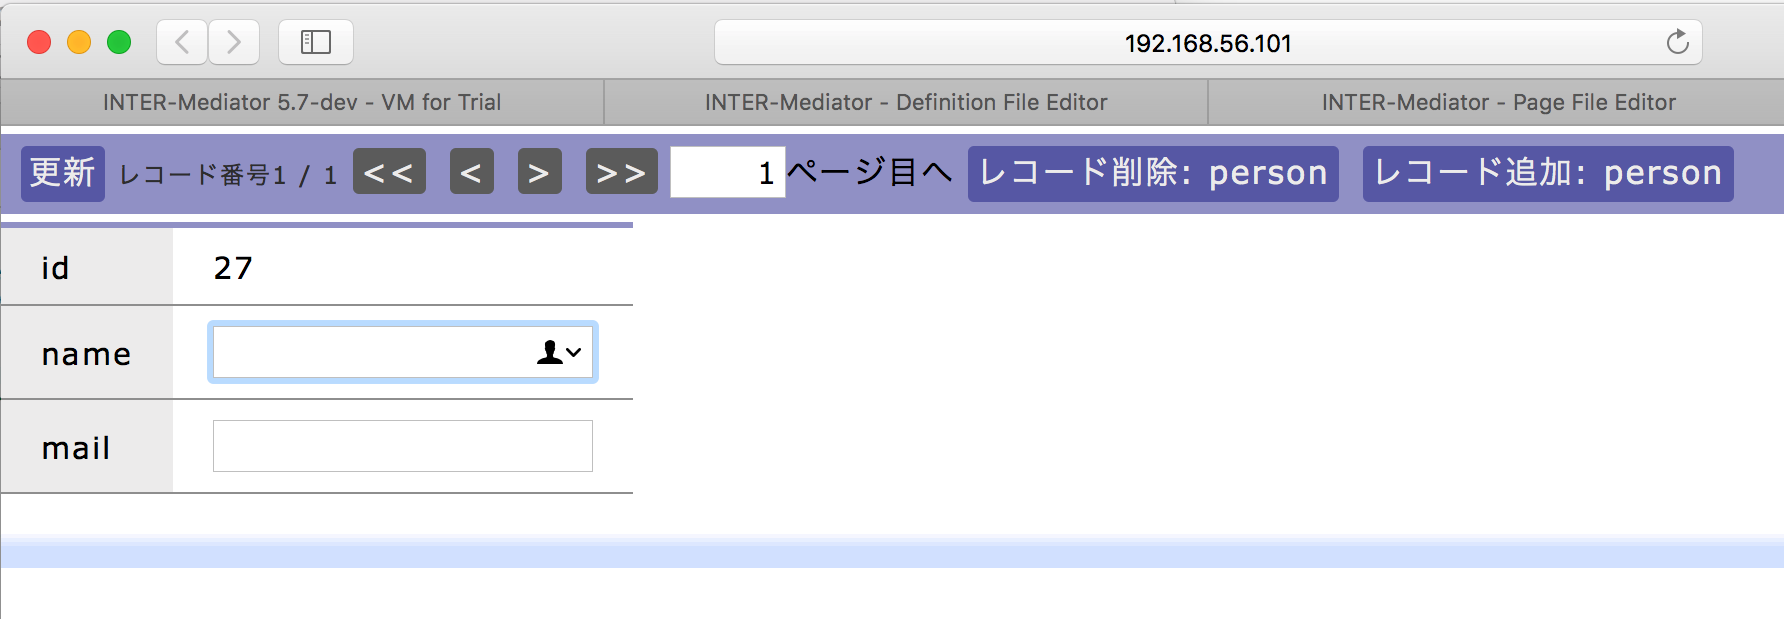 192.168.56.101
INTER-Mediator 5.7-dev - VM for Trial
INTER-Mediator - Definition File Editor
INTER-Mediator - Page File Editor
更新 レコード番号1 / 1 << < > >> 1 ページ目へ レコード削除: person レコード追加: person
id 27
name
mail